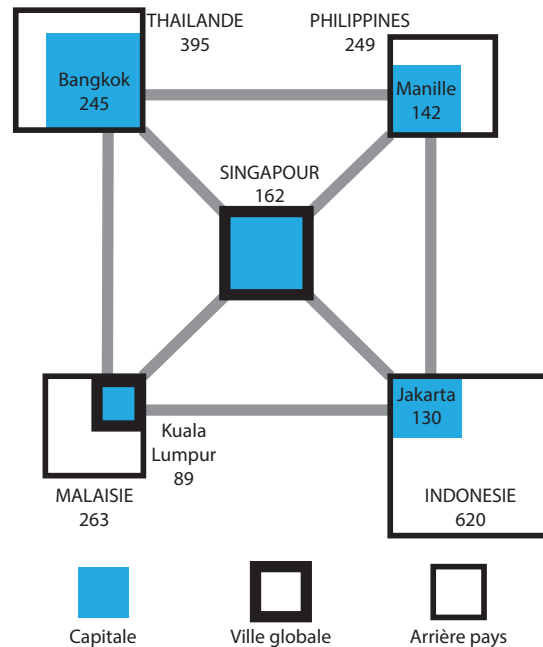 THAILANDE
395
PHILIPPINES
249
Bangkok
245
Manille
142
SINGAPOUR
162
Jakarta
130
Kuala
Lumpur
89
MALAISIE
263
INDONESIE
620
Capitale
Ville globale
Arrière pays